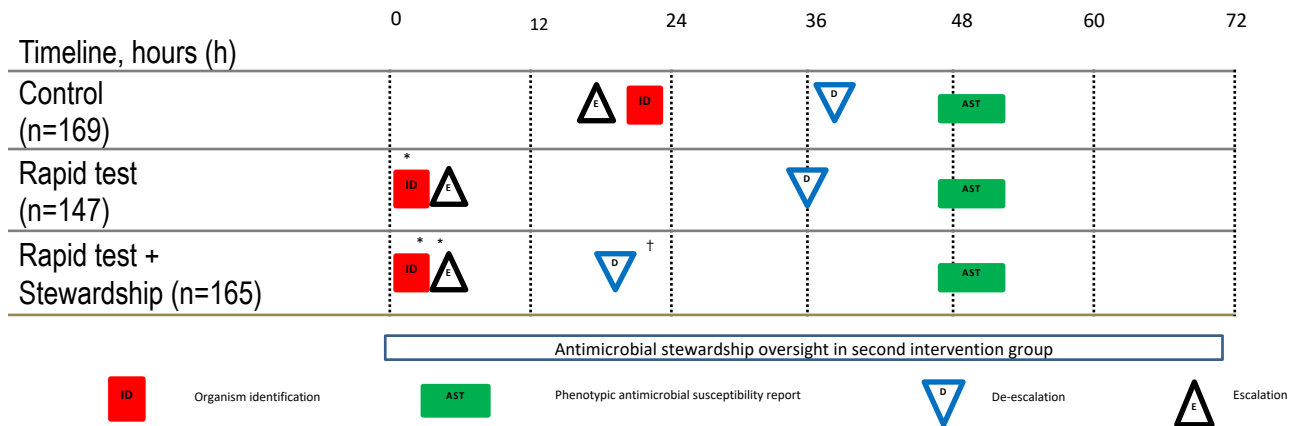 0 12 24 36 48 60 72
Timeline, hours (h)
Control
(n=169)
E ID D AST
*
Rapid test
(n=147)
ID E D AST
* * †
Rapid test +
Stewardship (n=165)
ID E D AST
Antimicrobial stewardship oversight in second intervention group
ID Organism identification AST Phenotypic antimicrobial susceptibility report D De-escalation E Escalation